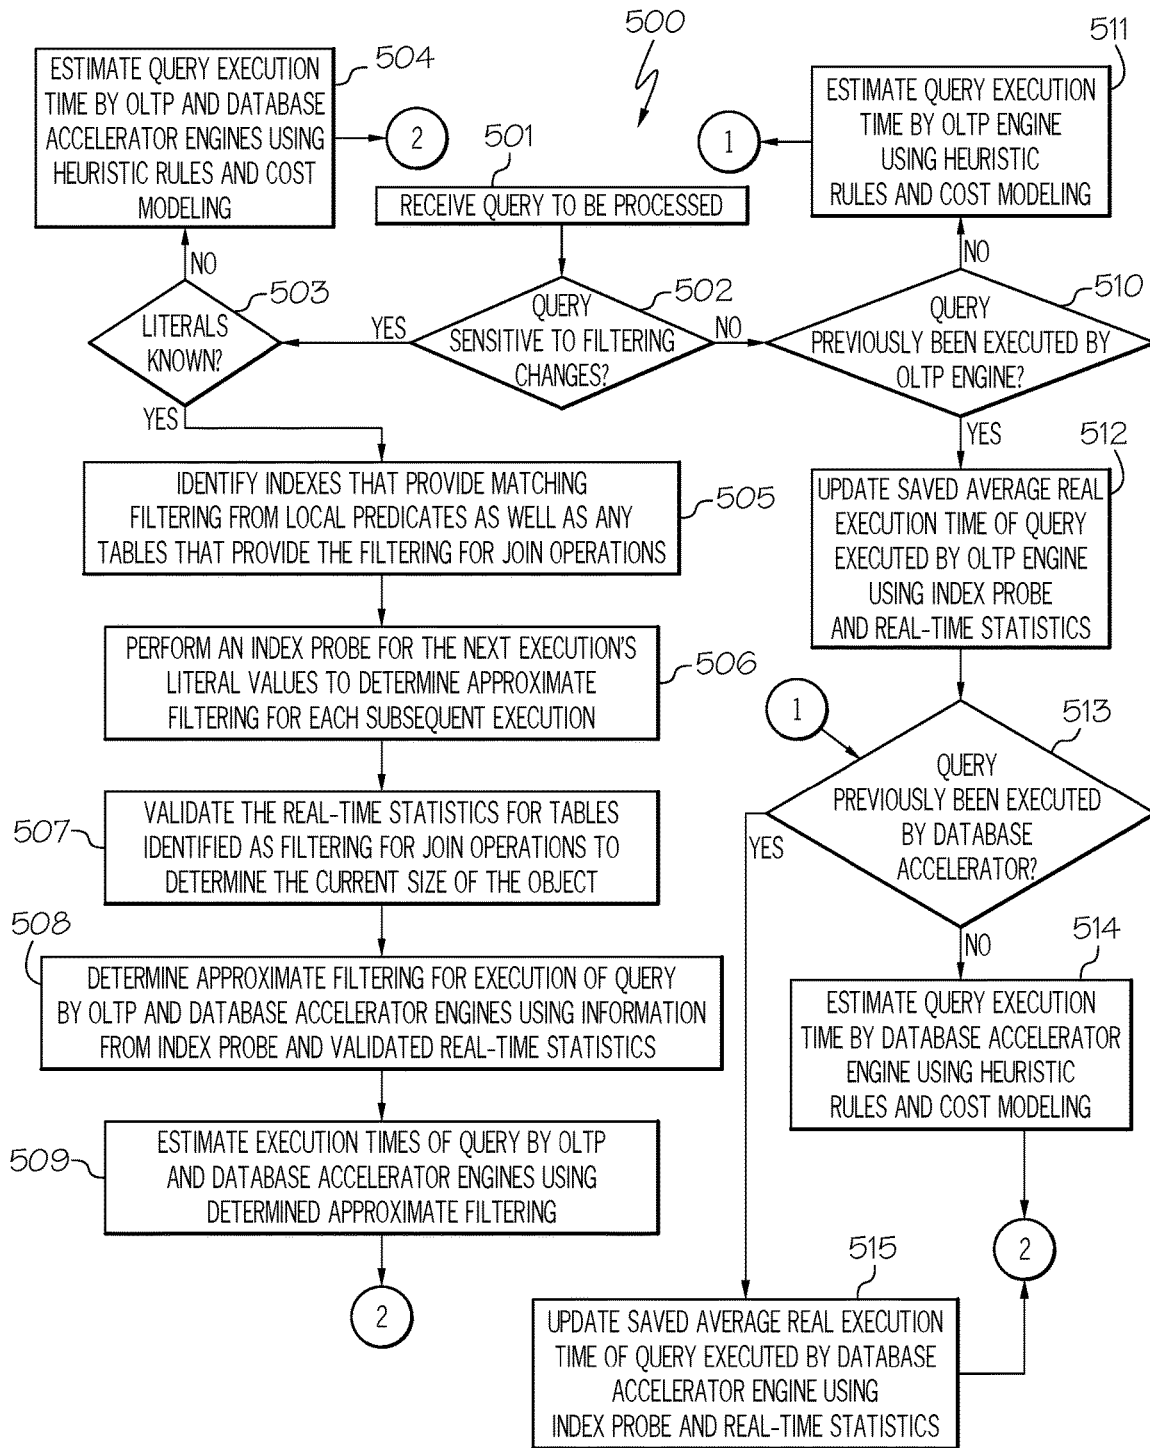 500
504
ESTIMATE QUERY EXECUTION
TIME BY OLTP AND DATABASE
ACCELERATOR ENGINES USING
HEURISTIC RULES AND COST
MODELING
2
511
ESTIMATE QUERY EXECUTION
TIME BY OLTP ENGINE
USING HEURISTIC
RULES AND COST MODELING
1
501
RECEIVE QUERY TO BE PROCESSED
NO
NO
503
LITERALS
KNOWN?
YES
502
QUERY
SENSITIVE TO FILTERING
CHANGES?
NO
510
QUERY
PREVIOUSLY BEEN EXECUTED BY
OLTP ENGINE?
YES
YES
505
IDENTIFY INDEXES THAT PROVIDE MATCHING
FILTERING FROM LOCAL PREDICATES AS WELL AS ANY
TABLES THAT PROVIDE THE FILTERING FOR JOIN OPERATIONS
512
UPDATE SAVED AVERAGE REAL
EXECUTION TIME OF QUERY
EXECUTED BY OLTP ENGINE
USING INDEX PROBE
AND REAL-TIME STATISTICS
506
PERFORM AN INDEX PROBE FOR THE NEXT EXECUTION'S
LITERAL VALUES TO DETERMINE APPROXIMATE
FILTERING FOR EACH SUBSEQUENT EXECUTION
1
513
QUERY
PREVIOUSLY BEEN EXECUTED
BY DATABASE
ACCELERATOR?
YES
NO
507
VALIDATE THE REAL-TIME STATISTICS FOR TABLES
IDENTIFIED AS FILTERING FOR JOIN OPERATIONS TO
DETERMINE THE CURRENT SIZE OF THE OBJECT
508
DETERMINE APPROXIMATE FILTERING FOR EXECUTION OF QUERY
BY OLTP AND DATABASE ACCELERATOR ENGINES USING INFORMATION
FROM INDEX PROBE AND VALIDATED REAL-TIME STATISTICS
514
ESTIMATE QUERY EXECUTION
TIME BY DATABASE ACCELERATOR
ENGINE USING HEURISTIC
RULES AND COST MODELING
509
ESTIMATE EXECUTION TIMES OF QUERY BY OLTP
AND DATABASE ACCELERATOR ENGINES USING
DETERMINED APPROXIMATE FILTERING
2
2
515
UPDATE SAVED AVERAGE REAL EXECUTION
TIME OF QUERY EXECUTED BY DATABASE
ACCELERATOR ENGINE USING
INDEX PROBE AND REAL-TIME STATISTICS